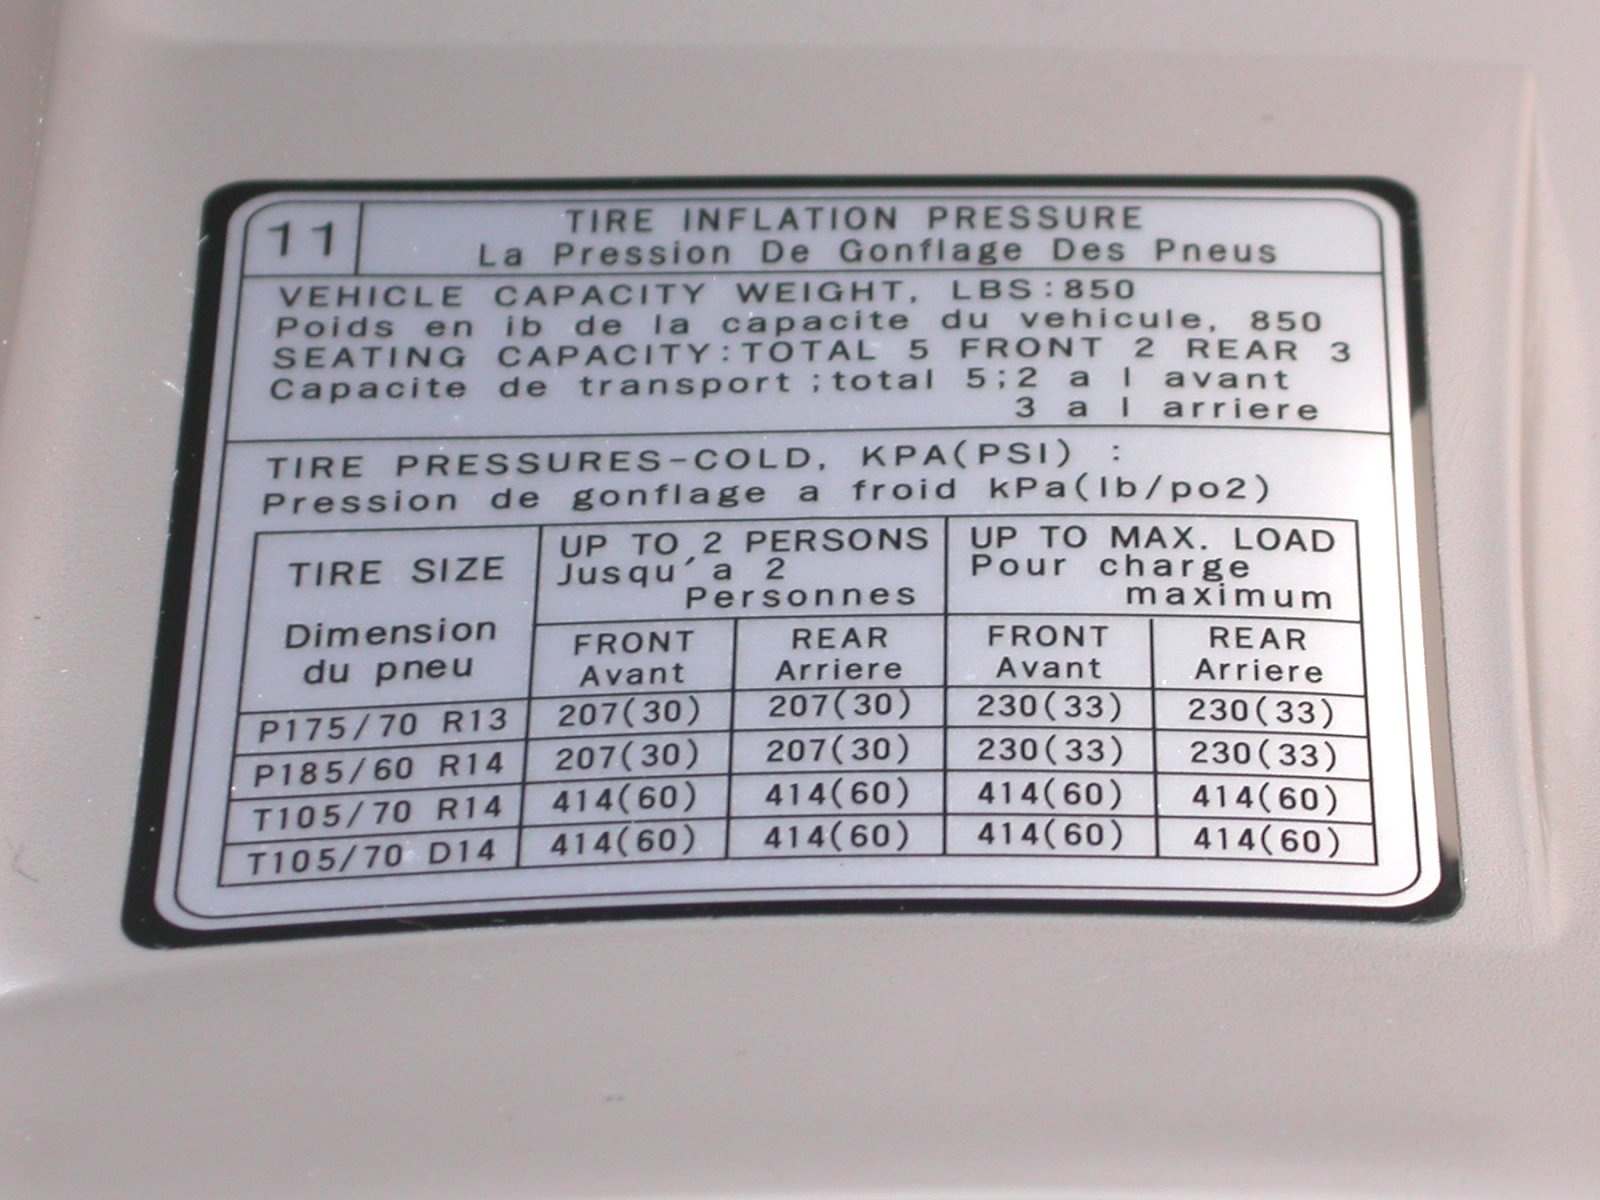 11
TIRE INFLATION PRESSURE
La Pression De Gonflage Des Pneus
VEHICLE CAPACITY WEIGHT, LBS:850
Poids en ib de la capacite du vehicule, 850
SEATING CAPACITY:TOTAL 5 FRONT 2 REAR 3
Capacite de transport ;total 5;2 a l avant
3 a l arriere
TIRE PRESSURES-COLD, KPA(PSI) :
Pression de gonflage a froid kPa(lb/po2)
TIRE SIZE
Dimension
du pneu
UP TO 2 PERSONS
Jusqu'a 2
Personnes
UP TO MAX. LOAD
Pour charge
maximum
FRONT REAR FRONT REAR
Avant Arriere Avant Arriere
P175/70 R13 207(30) 207(30) 230(33) 230(33)
P185/60 R14 207(30) 207(30) 230(33) 230(33)
T105/70 R14 414(60) 414(60) 414(60) 414(60)
T105/70 D14 414(60) 414(60) 414(60) 414(60)